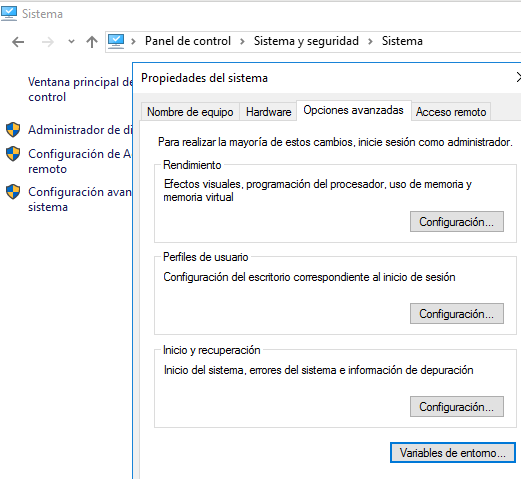 Sistema
Panel de control > Sistema y seguridad > Sistema
Ventana principal de
control
Administrador de di
Configuración de A
remoto
Configuración avan
sistema
Propiedades del sistema
Nombre de equipo Hardware Opciones avanzadas Acceso remoto
Para realizar la mayoría de estos cambios, inicie sesión como administrador.
Rendimiento
Efectos visuales, programación del procesador, uso de memoria y
memoria virtual
Configuración...
Perfiles de usuario
Configuración del escritorio correspondiente al inicio de sesión
Configuración...
Inicio y recuperación
Inicio del sistema, errores del sistema e información de depuración
Configuración...
Variables de entorno...